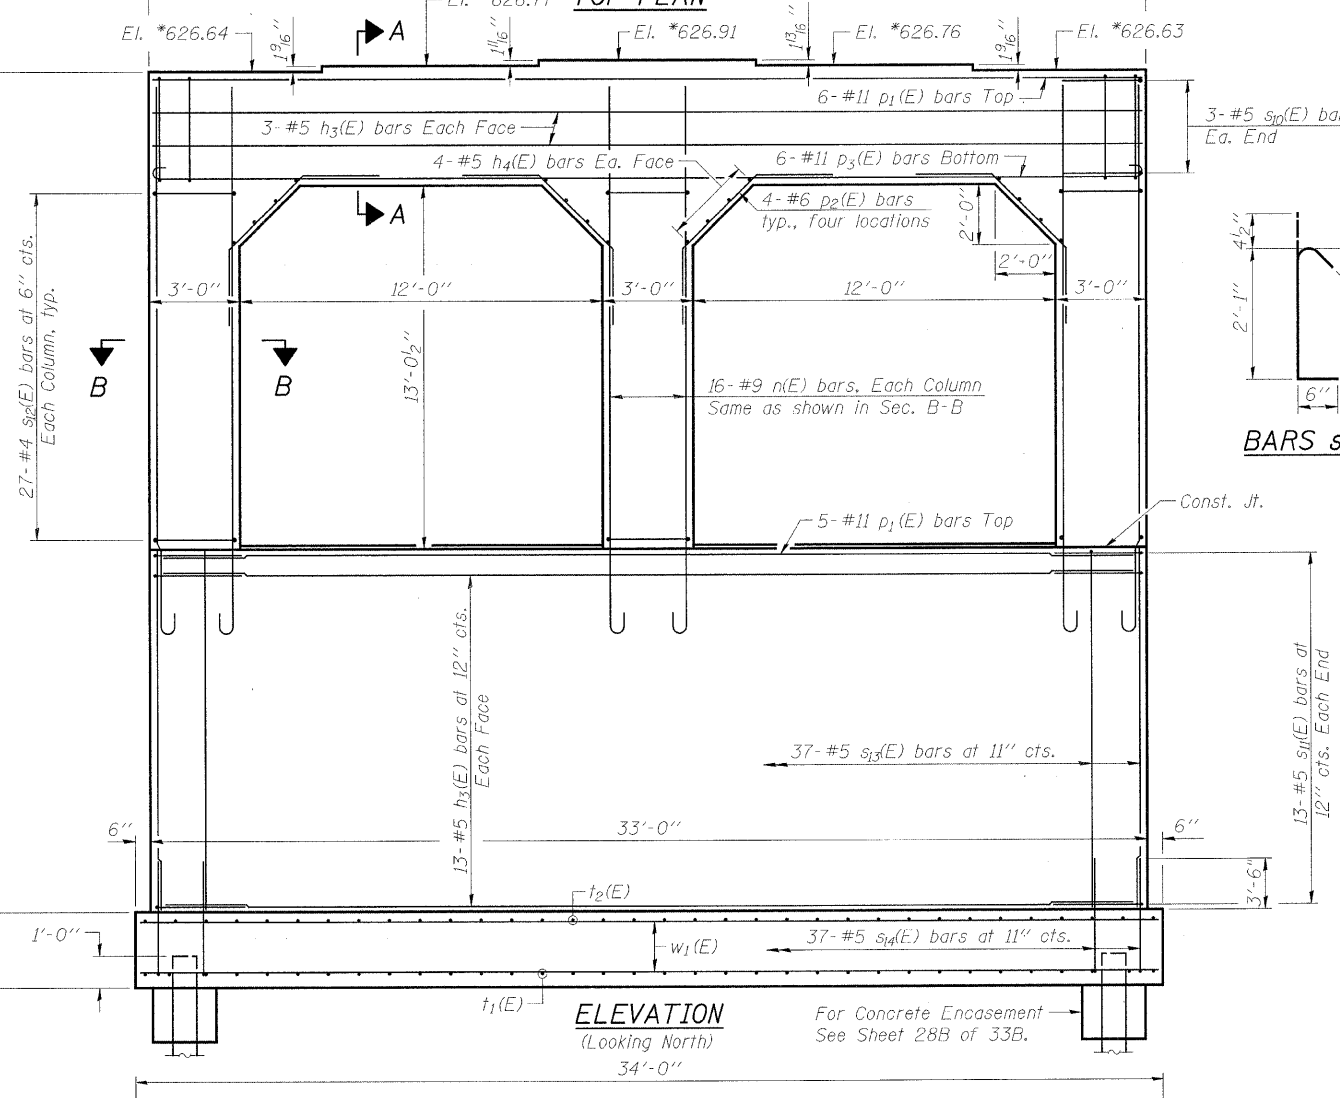 TOP PLAN
El. *626.64
1 9/16"
A
1 11/16"
El. *626.91
1 13/16"
El. *626.76
1 9/16"
El. *626.63
6-#11 p1(E) bars Top
3-#5 s10(E)
Ea. End
3-#5 h3(E) bars Each Face
4-#5 h4(E) bars Ea. Face
6-#11 p3(E) bars Bottom
A
4-#6 p2(E) bars
typ., four locations
2'-0"
2'-0"
4½"
2'-1"
6"
BARS
27-#4 s12(E) bars at 6" cts.
Each Column, typ.
3'-0"
12'-0"
3'-0"
12'-0"
3'-0"
13'-0½"
B
B
16-#9 n(E) bars, Each Column
Same as shown in Sec. B-B
Const. Jt.
5-#11 p1(E) bars Top
13-#5 h3(E) bars at 12" cts.
Each Face
13-#5 s11(E) bars at
12" cts. Each End
37-#5 s13(E) bars at 11" cts.
6"
33'-0"
6"
3'-6"
t2(E)
1'-0"
w1(E)
37-#5 s14(E) bars at 11" cts.
t1(E)
ELEVATION
(Looking North)
For Concrete Encasement
See Sheet 28B of 33B.
34'-0"